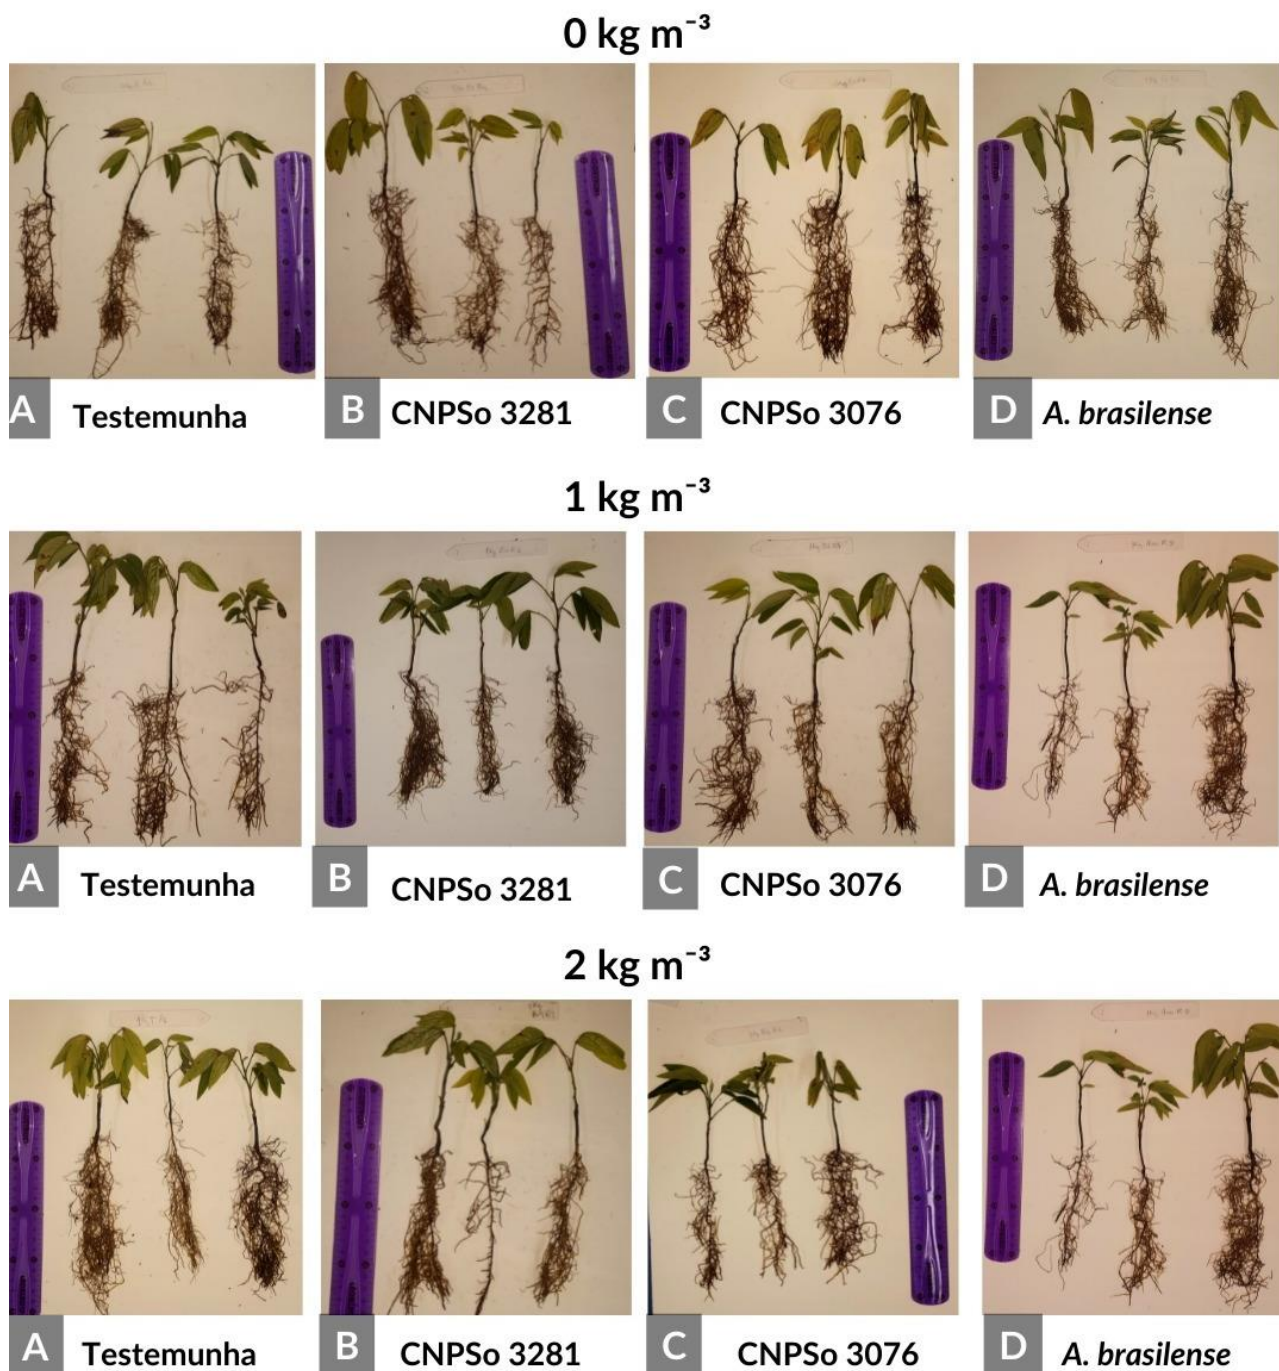 0 kg m⁻³
A Testemunha
B CNPSo 3281
C CNPSo 3076
D A. brasilense
1 kg m⁻³
A Testemunha
B CNPSo 3281
C CNPSo 3076
D A. brasilense
2 kg m⁻³
A Testemunha
B CNPSo 3281
C CNPSo 3076
D A. brasilense